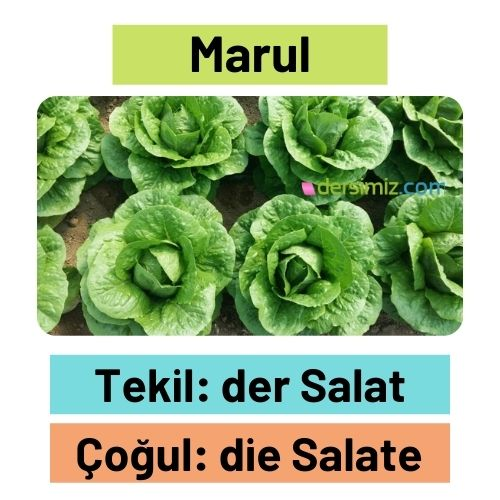 Marul
dersimiz.com
Tekil: der Salat
Çoğul: die Salate